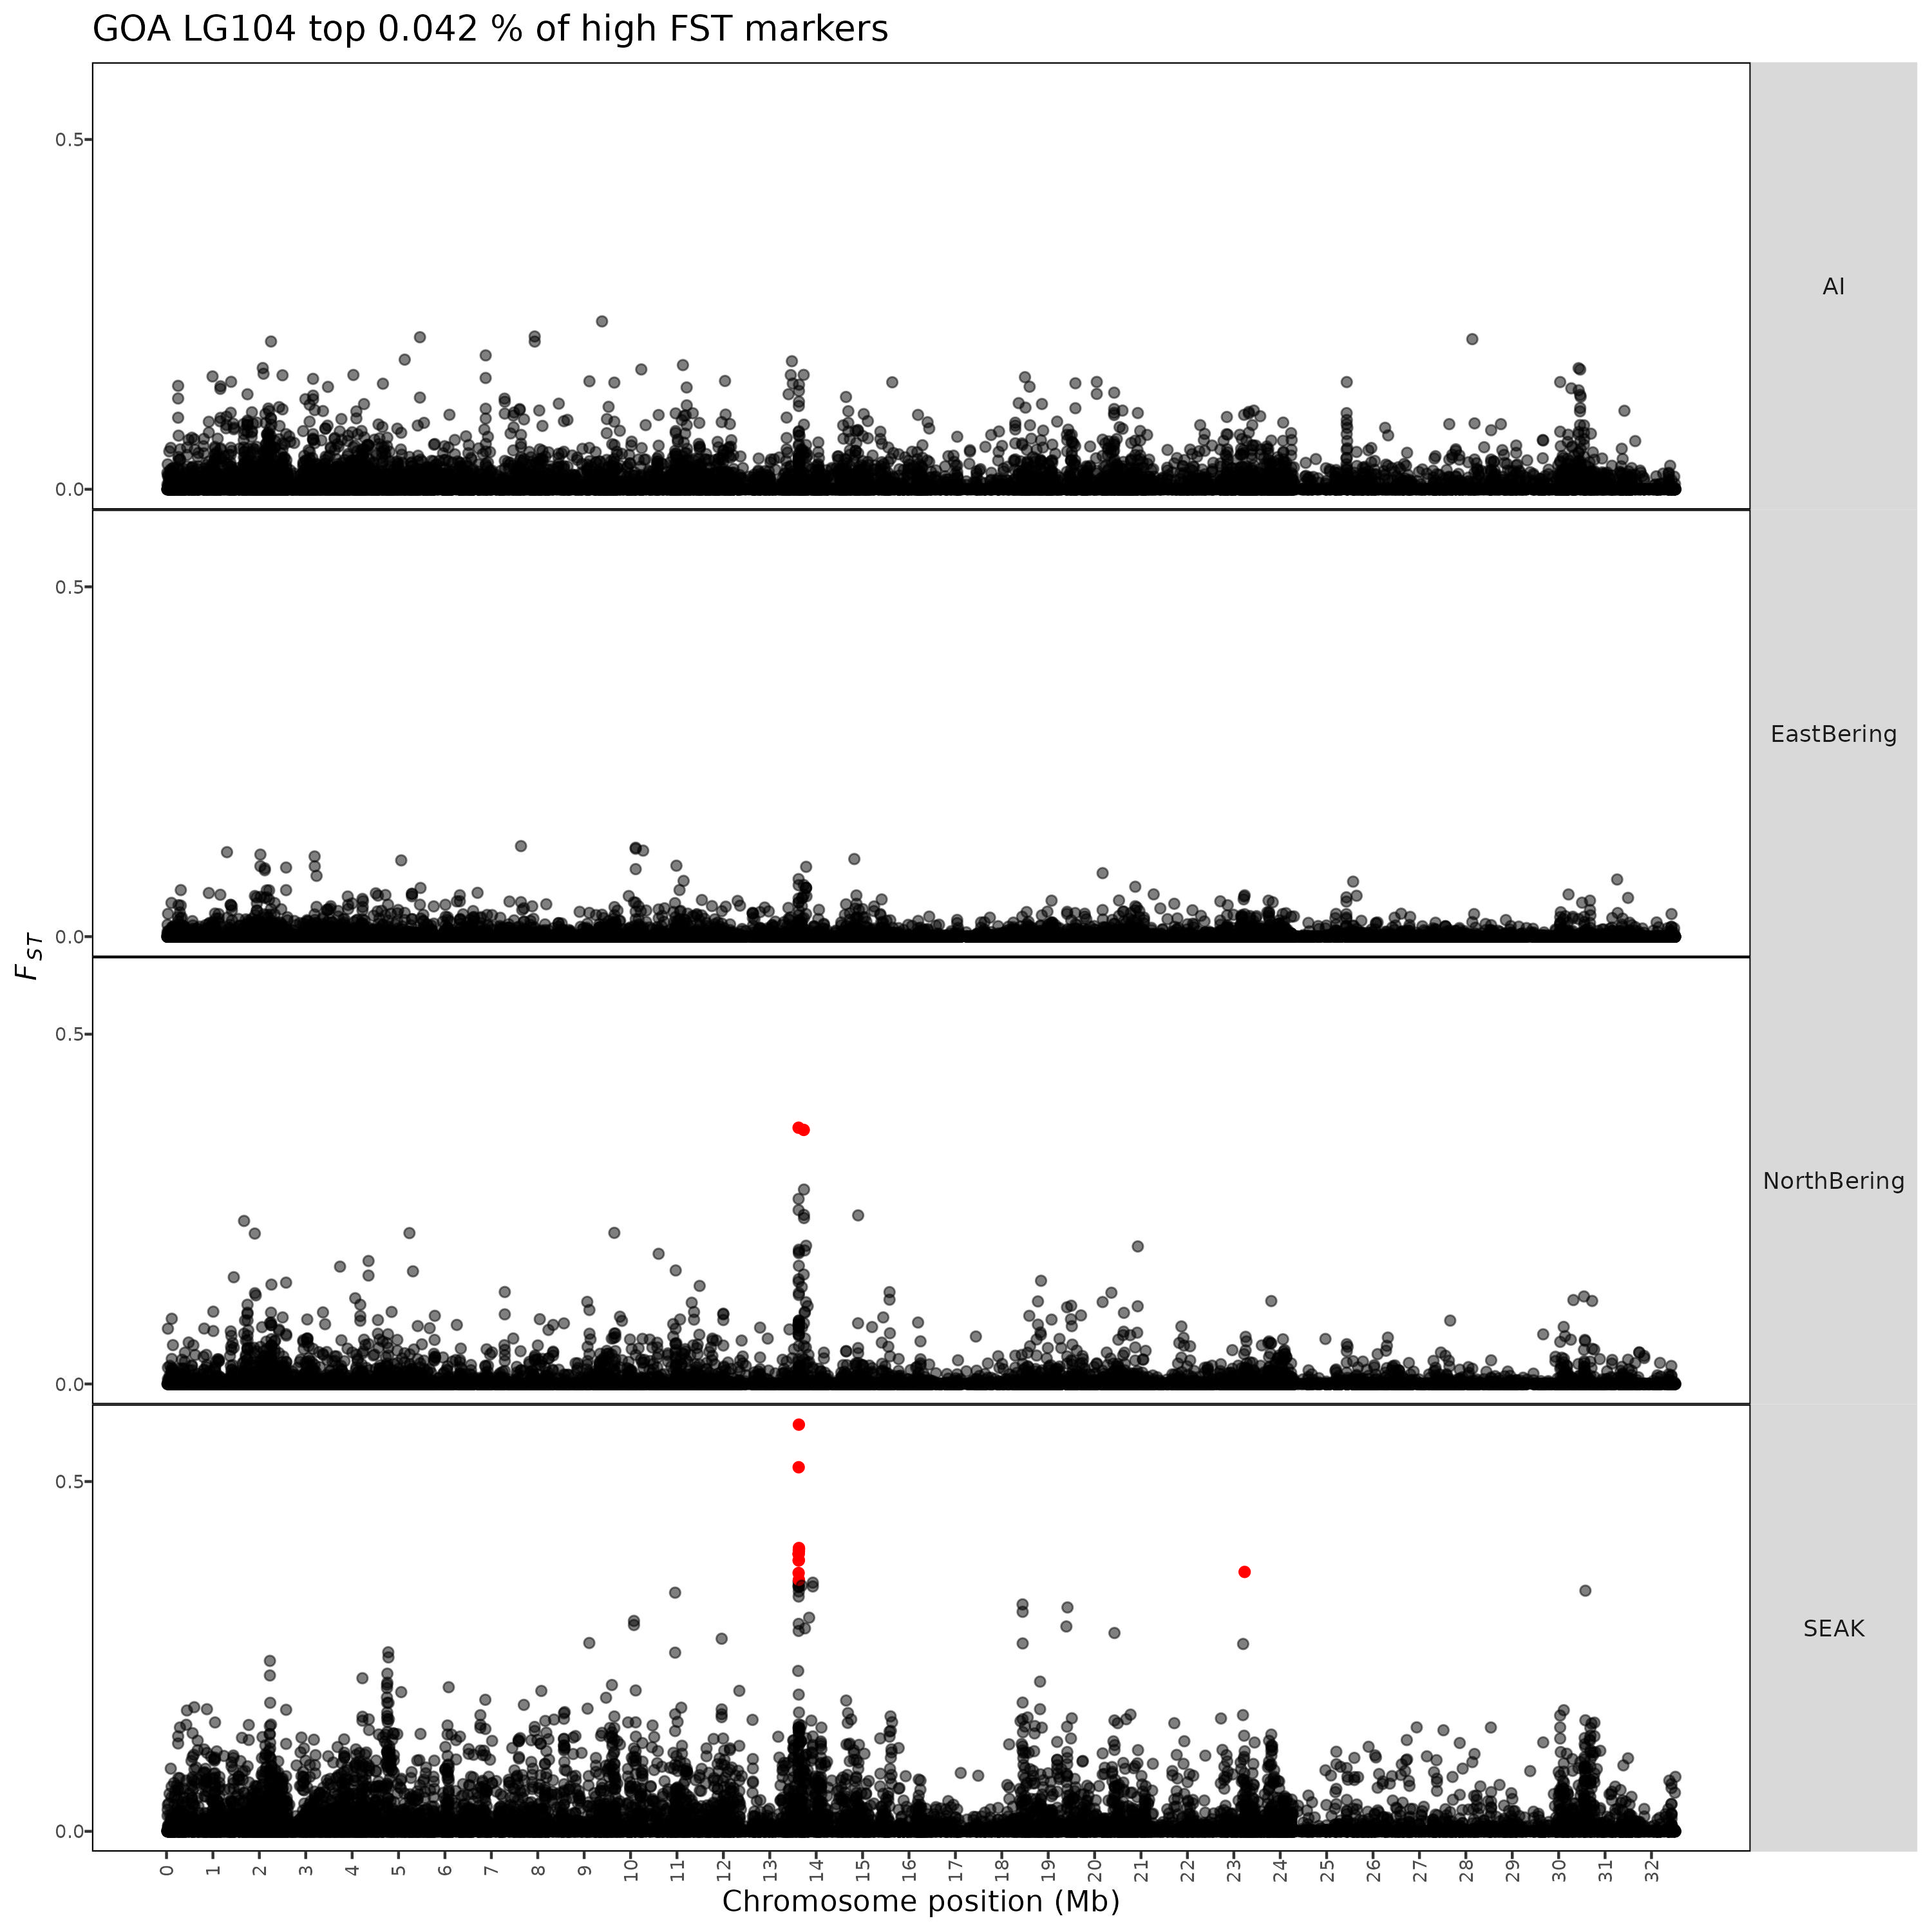 GOA LG104 top 0.042 % of high FST markers
0.5
0.0
AI
0.5
0.0
EastBering
FST
0.5
0.0
NorthBering
0.5
0.0
SEAK
0 1 2 3 4 5 6 7 8 9 10 11 12 13 14 15 16 17 18 19 20 21 22 23 24 25 26 27 28 29 30 31 32
Chromosome position (Mb)